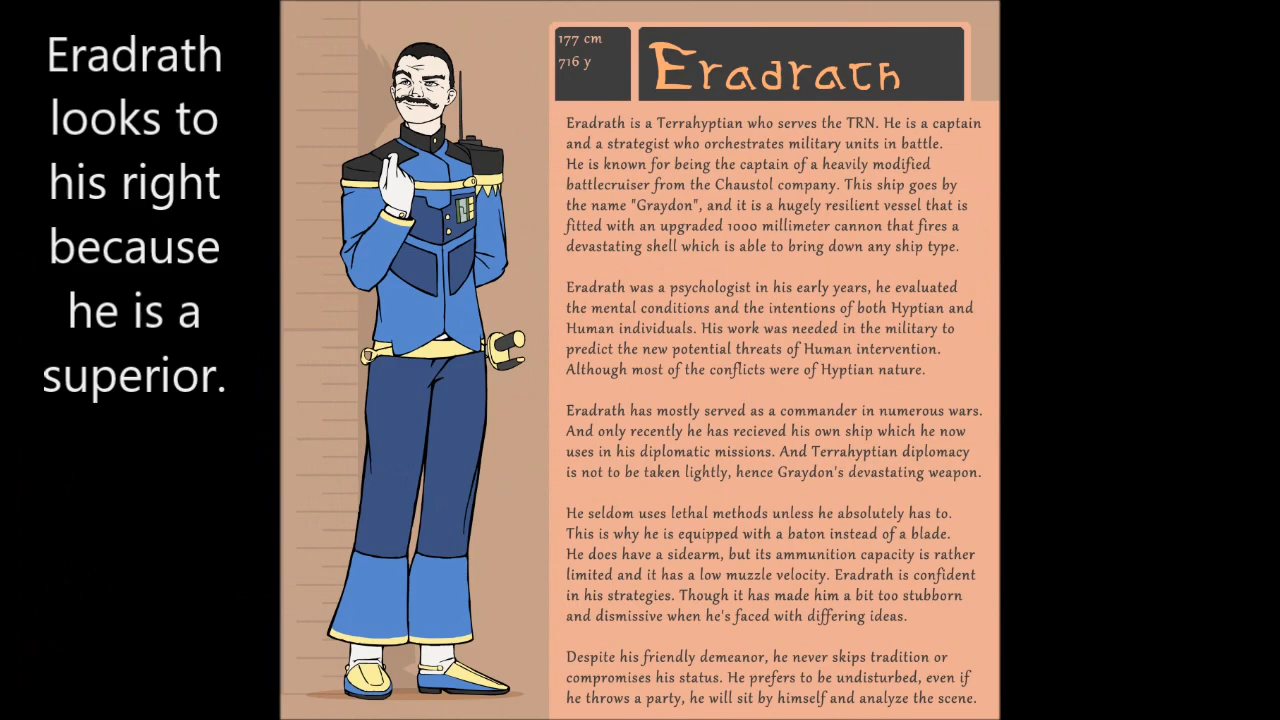 Eradrath
looks to
his right
because
he is a
superior.
177 cm
716 y
Eradrath
Eradrath is a Terrahyptian who serves the TRN. He is a captain
and a strategist who orchestrates military units in battle.
He is known for being the captain of a heavily modified
battlecruiser from the Chaustol company. This ship goes by
the name "Graydon", and it is a hugely resilient vessel that is
fitted with an upgraded 1000 millimeter cannon that fires a
devastating shell which is able to bring down any ship type.
Eradrath was a psychologist in his early years, he evaluated
the mental conditions and the intentions of both Hyptian and
Human individuals. His work was needed in the military to
predict the new potential threats of Human intervention.
Although most of the conflicts were of Hyptian nature.
Eradrath has mostly served as a commander in numerous wars.
And only recently he has recieved his own ship which he now
uses in his diplomatic missions. And Terrahyptian diplomacy
is not to be taken lightly, hence Graydon's devastating weapon.
He seldom uses lethal methods unless he absolutely has to.
This is why he is equipped with a baton instead of a blade.
He does have a sidearm, but its ammunition capacity is rather
limited and it has a low muzzle velocity. Eradrath is confident
in his strategies. Though it has made him a bit too stubborn
and dismissive when he's faced with differing ideas.
Despite his friendly demeanor, he never skips tradition or
compromises his status. He prefers to be undisturbed, even if
he throws a party, he will sit by himself and analyze the scene.